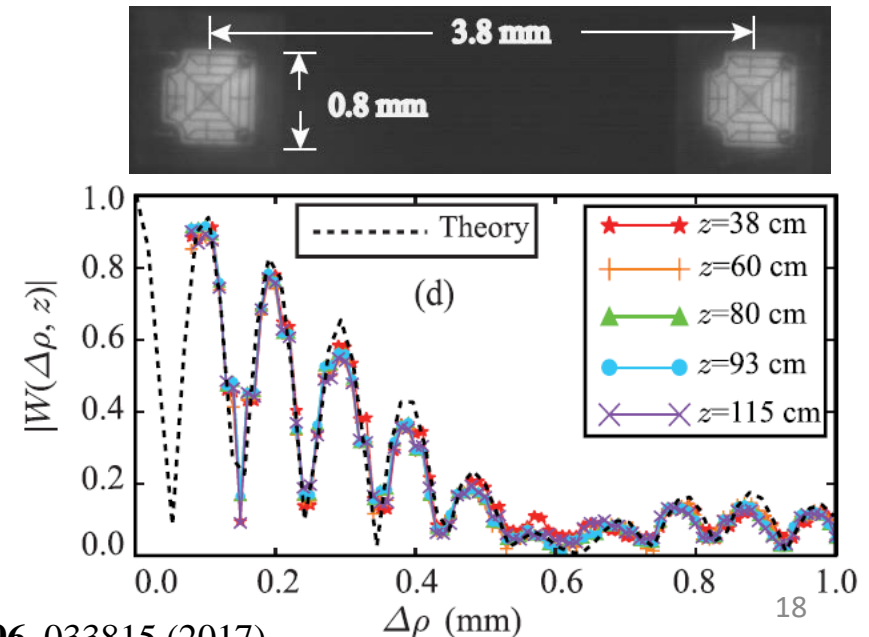 3.8 mm
0.8 mm
1.0
0.8
0.6
0.4
0.2
0.0
|W(Δρ, z)|
Theory
(d)
z=38 cm
z=60 cm
z=80 cm
z=93 cm
z=115 cm
0.0 0.2 0.4 0.6 0.8 1.0
Δρ (mm)
18
96, 033815 (2017)